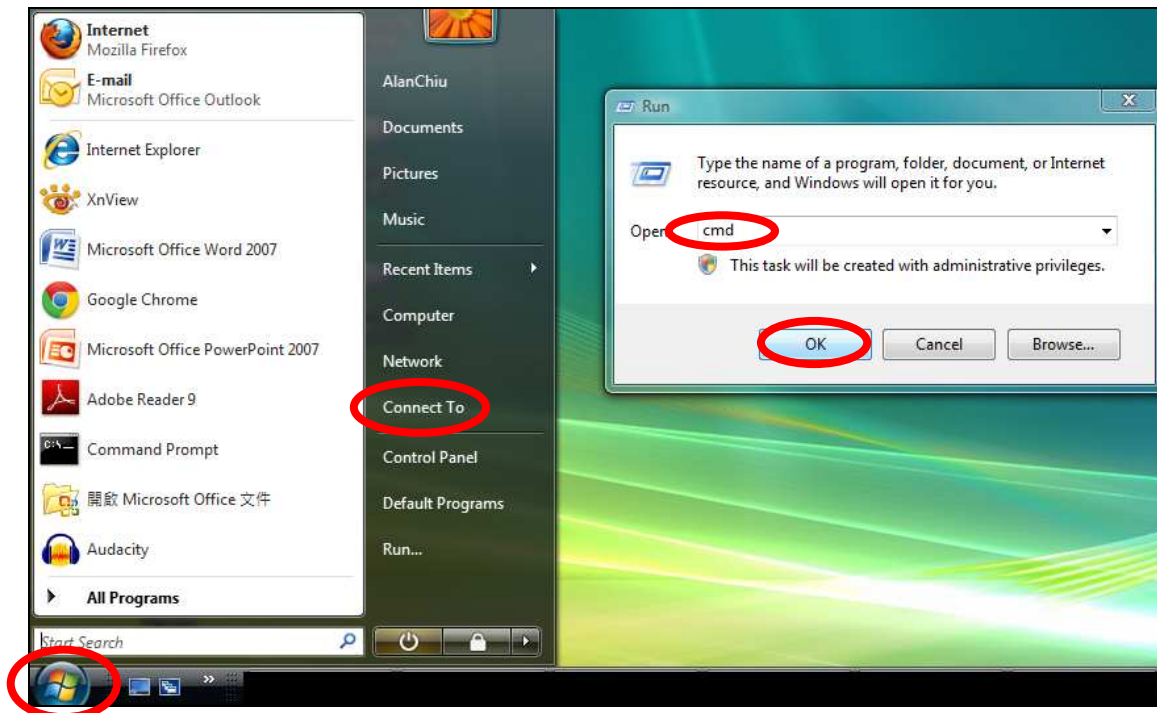 Internet
Mozilla Firefox
E-mail
Microsoft Office Outlook
Internet Explorer
XnView
Microsoft Office Word 2007
Google Chrome
Microsoft Office PowerPoint 2007
Adobe Reader 9
Command Prompt
開啟 Microsoft Office 文件
Audacity
All Programs
Start Search
AlanChiu
Documents
Pictures
Music
Recent Items
Computer
Network
Connect To
Control Panel
Default Programs
Run...
Run
Type the name of a program, folder, document, or Internet
resource, and Windows will open it for you.
Open
cmd
This task will be created with administrative privileges.
OK
Cancel
Browse...